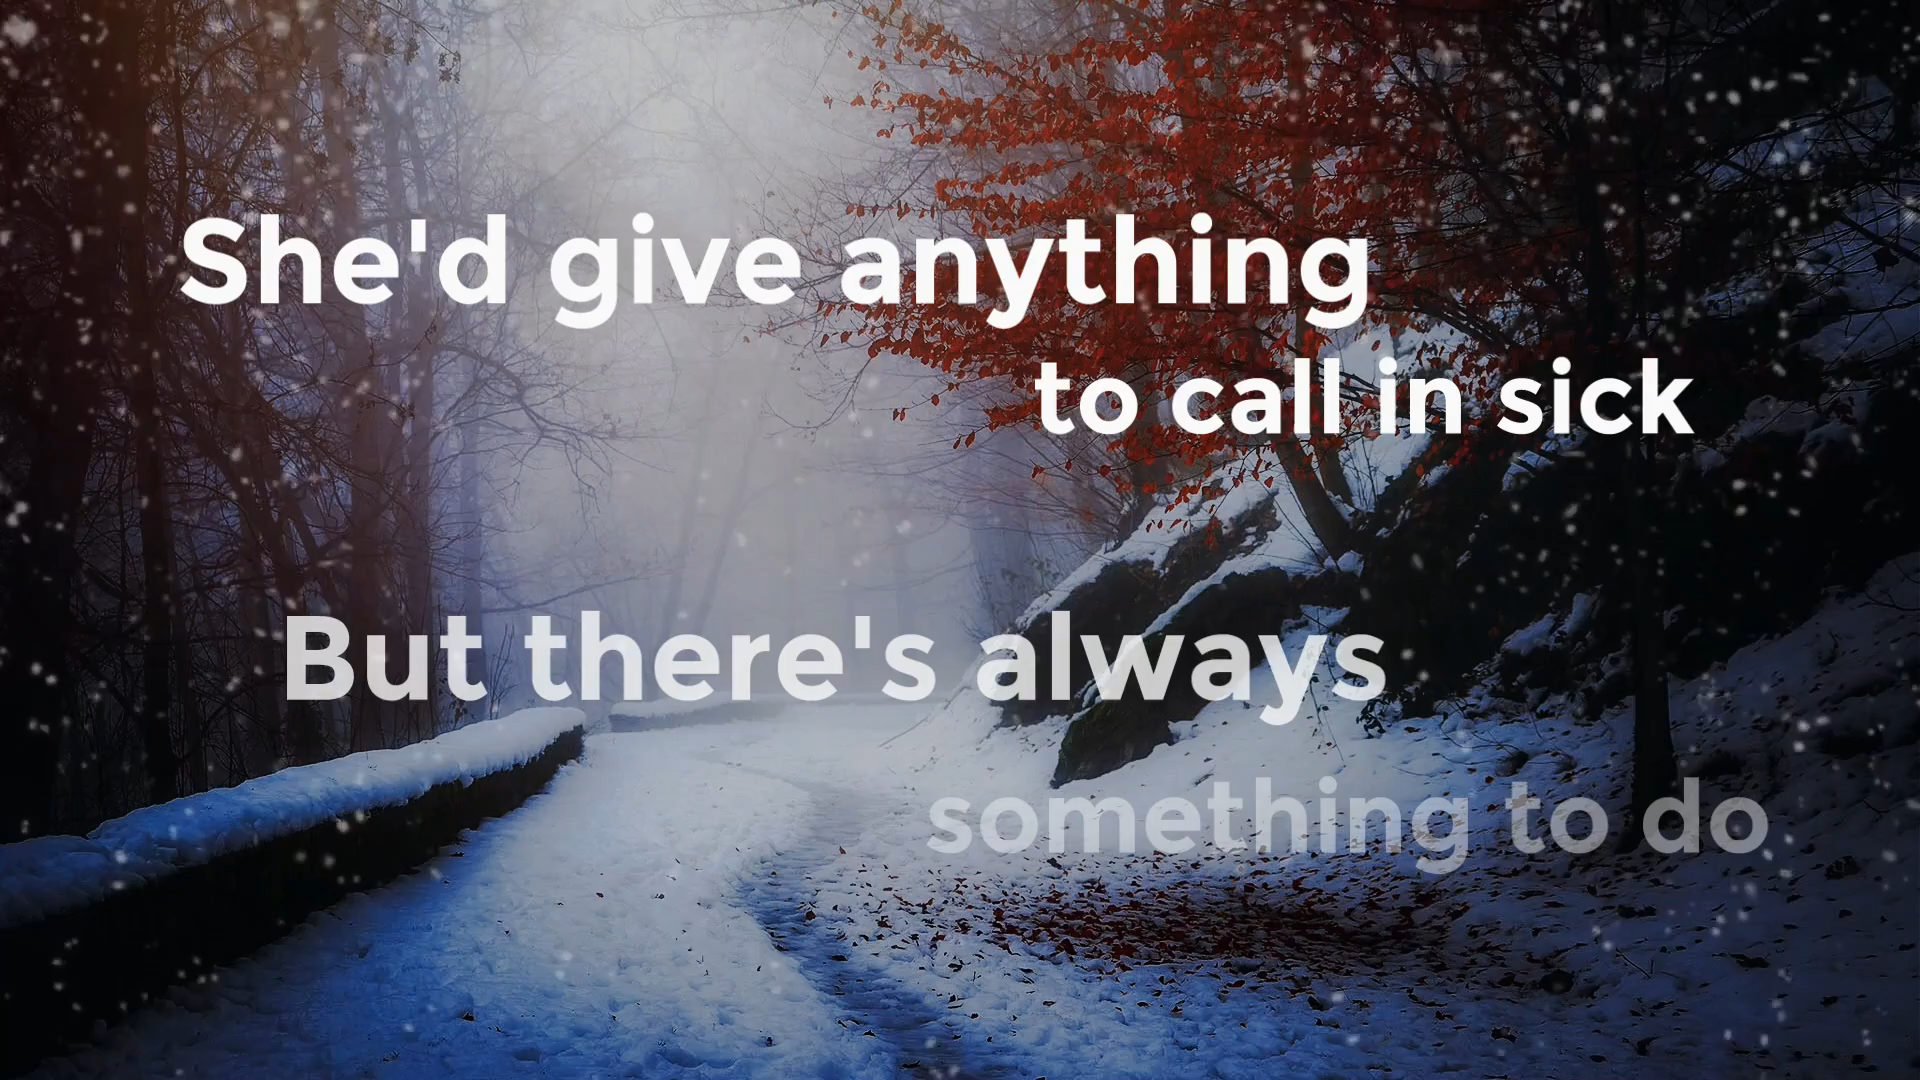 She'd give anything
to call in sick
But there's always
something to do